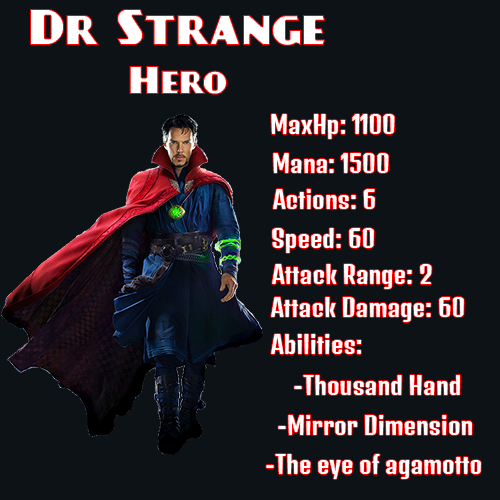 Dr Strange
Hero
MaxHp: 1100
Mana: 1500
Actions: 6
Speed: 60
Attack Range: 2
Attack Damage: 60
Abilities:
-Thousand Hand
-Mirror Dimension
-The eye of agamotto